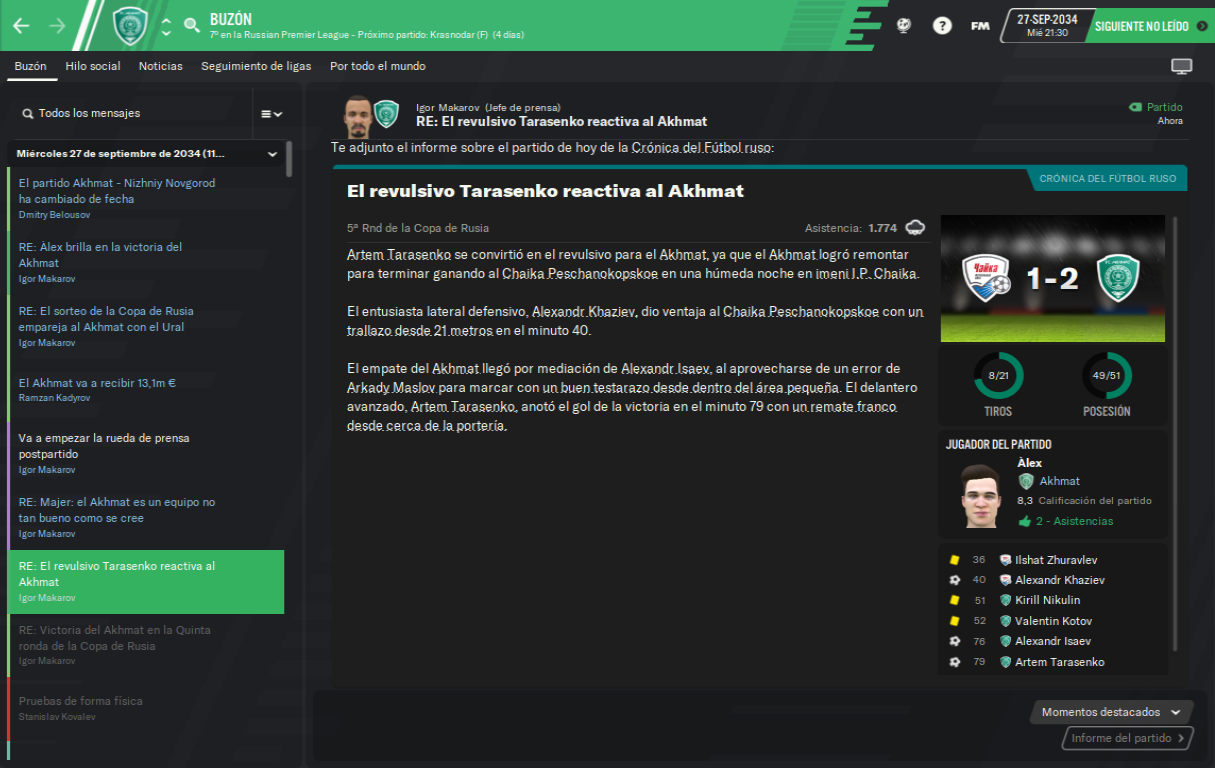 BUZÓN
7º en la Russian Premier League - Próximo partido: Krasnodar (F) (4 días)
?
FM
27-SEP-2034
Mié 21:30
SIGUIENTE NO LEÍDO
Buzón
Hilo social
Noticias
Seguimiento de ligas
Por todo el mundo
Todos los mensajes
Miércoles 27 de septiembre de 2034 (11...
El partido Akhmat - Nizhniy Novgorod
ha cambiado de fecha
Dmitry Belousov
RE: Àlex brilla en la victoria del
Akhmat
Igor Makarov
RE: El sorteo de la Copa de Rusia
empareja al Akhmat con el Ural
Igor Makarov
El Akhmat va a recibir 13,1m €
Ramzan Kadyrov
Va a empezar la rueda de prensa
postpartido
Igor Makarov
RE: Majer: el Akhmat es un equipo no
tan bueno como se cree
Igor Makarov
RE: El revulsivo Tarasenko reactiva al
Akhmat
Igor Makarov
RE: Victoria del Akhmat en la Quinta
ronda de la Copa de Rusia
Igor Makarov
Pruebas de forma física
Stanislav Kovalev
Igor Makarov (Jefe de prensa)
RE: El revulsivo Tarasenko reactiva al Akhmat
Partido
Ahora
Te adjunto el informe sobre el partido de hoy de la Crónica del Fútbol ruso:
El revulsivo Tarasenko reactiva al Akhmat
CRÓNICA DEL FÚTBOL RUSO
5ª Rnd de la Copa de Rusia
Asistencia: 1.774
Artem Tarasenko se convirtió en el revulsivo para el Akhmat, ya que el Akhmat logró remontar
para terminar ganando al Chaika Peschanokopskoe en una húmeda noche en imeni I.P. Chaika.
El entusiasta lateral defensivo, Alexandr Khaziev, dio ventaja al Chaika Peschanokopskoe con un
trallazo desde 21 metros en el minuto 40.
El empate del Akhmat llegó por mediación de Alexandr Isaev, al aprovecharse de un error de
Arkady Maslov para marcar con un buen testarazo desde dentro del área pequeña. El delantero
avanzado, Artem Tarasenko, anotó el gol de la victoria en el minuto 79 con un remate franco
desde cerca de la portería.
Чайка
1-2
8/21
TIROS
49/51
POSESIÓN
JUGADOR DEL PARTIDO
Àlex
Akhmat
8,3 Calificación del partido
2 - Asistencias
36 Ilshat Zhuravlev
40 Alexandr Khaziev
51 Kirill Nikulin
52 Valentin Kotov
76 Alexandr Isaev
79 Artem Tarasenko
Momentos destacados
Informe del partido